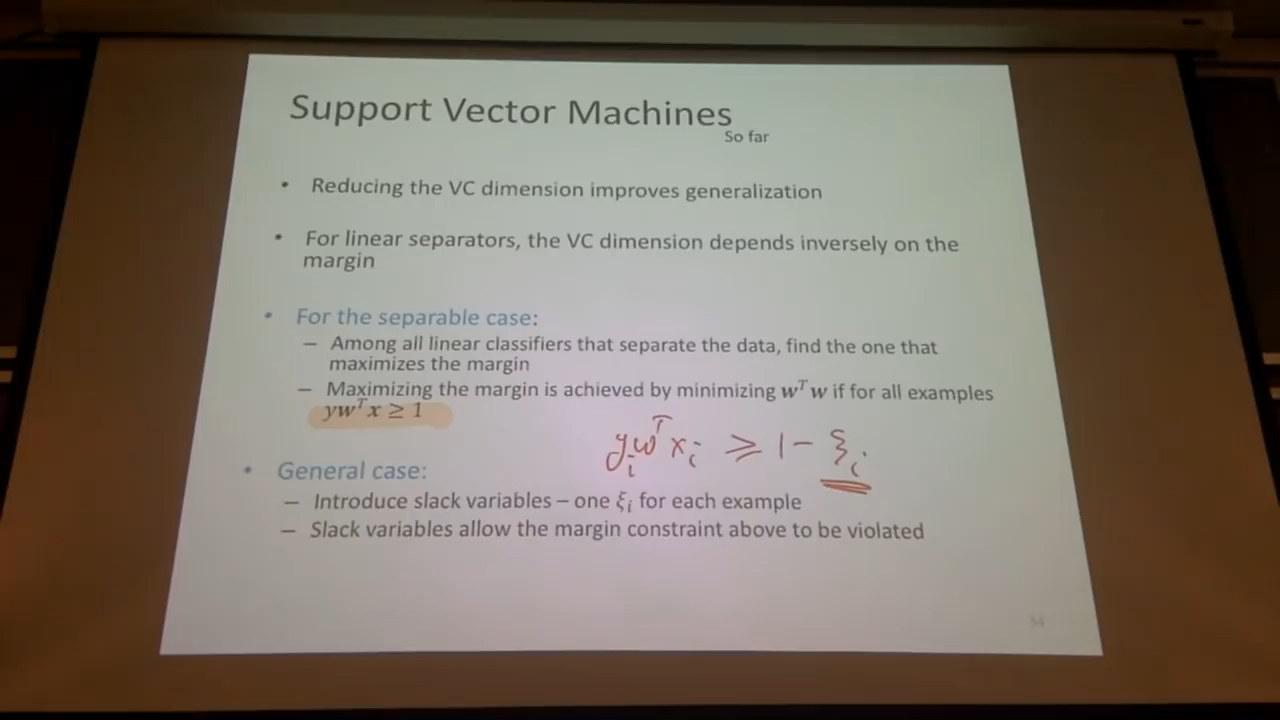 Support Vector Machines
So far
• Reducing the VC dimension improves generalization
• For linear separators, the VC dimension depends inversely on the
margin
• For the separable case:
– Among all linear classifiers that separate the data, find the one that
maximizes the margin
– Maximizing the margin is achieved by minimizing wᵀw if for all examples
ywᵀx ≥ 1
yᵢwᵀxᵢ ≥ 1 − ξᵢ
• General case:
– Introduce slack variables – one ξᵢ for each example
– Slack variables allow the margin constraint above to be violated